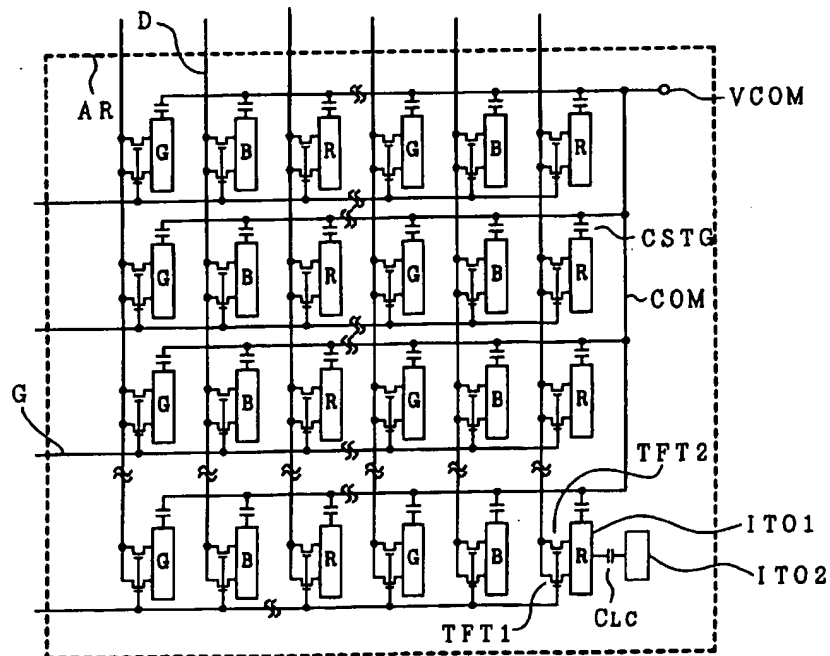 D
AR
VCOM
G B R G B R
CSTG
G B R G B R
COM
G
G B R G B R
TFT2
ITO1
G B R G B R
ITO2
TFT1
CLC